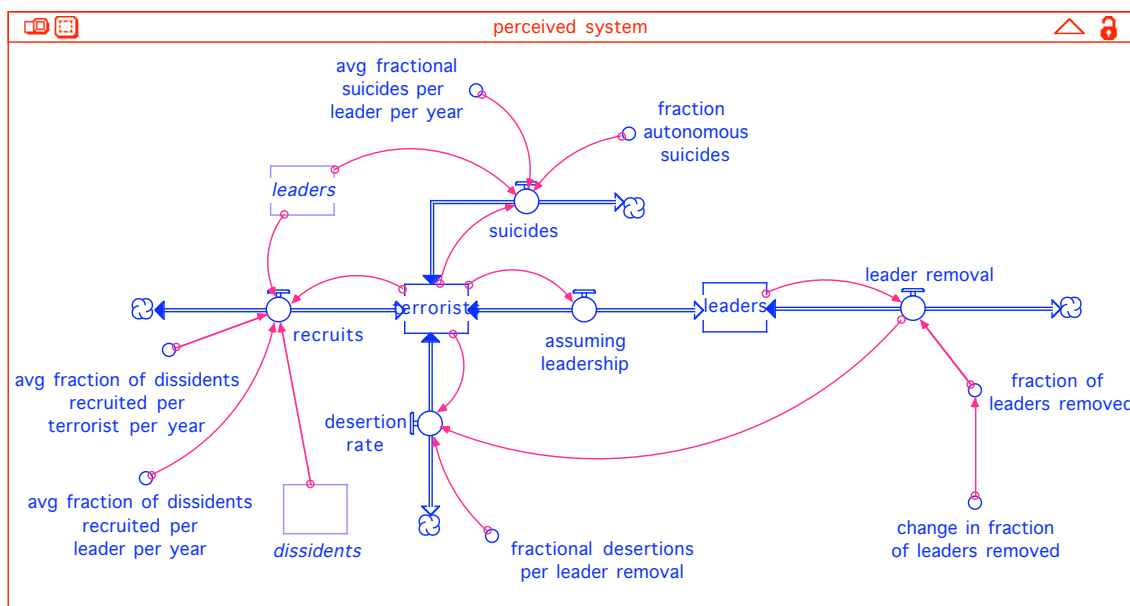 perceived system
avg fractional
suicides per
leader per year
fraction
autonomous
suicides
leaders
suicides
leader removal
terrorist
leaders
recruits
assuming
leadership
avg fraction of dissidents
recruited per
terrorist per year
desertion
rate
fraction of
leaders removed
avg fraction of dissidents
recruited per
leader per year
dissidents
fractional desertions
per leader removal
change in fraction
of leaders removed